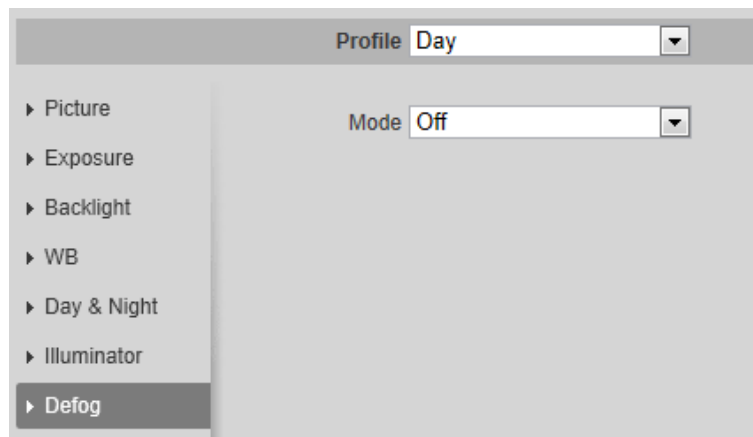 Profile Day
Mode Off
Picture
Exposure
Backlight
WB
Day & Night
Illuminator
Defog